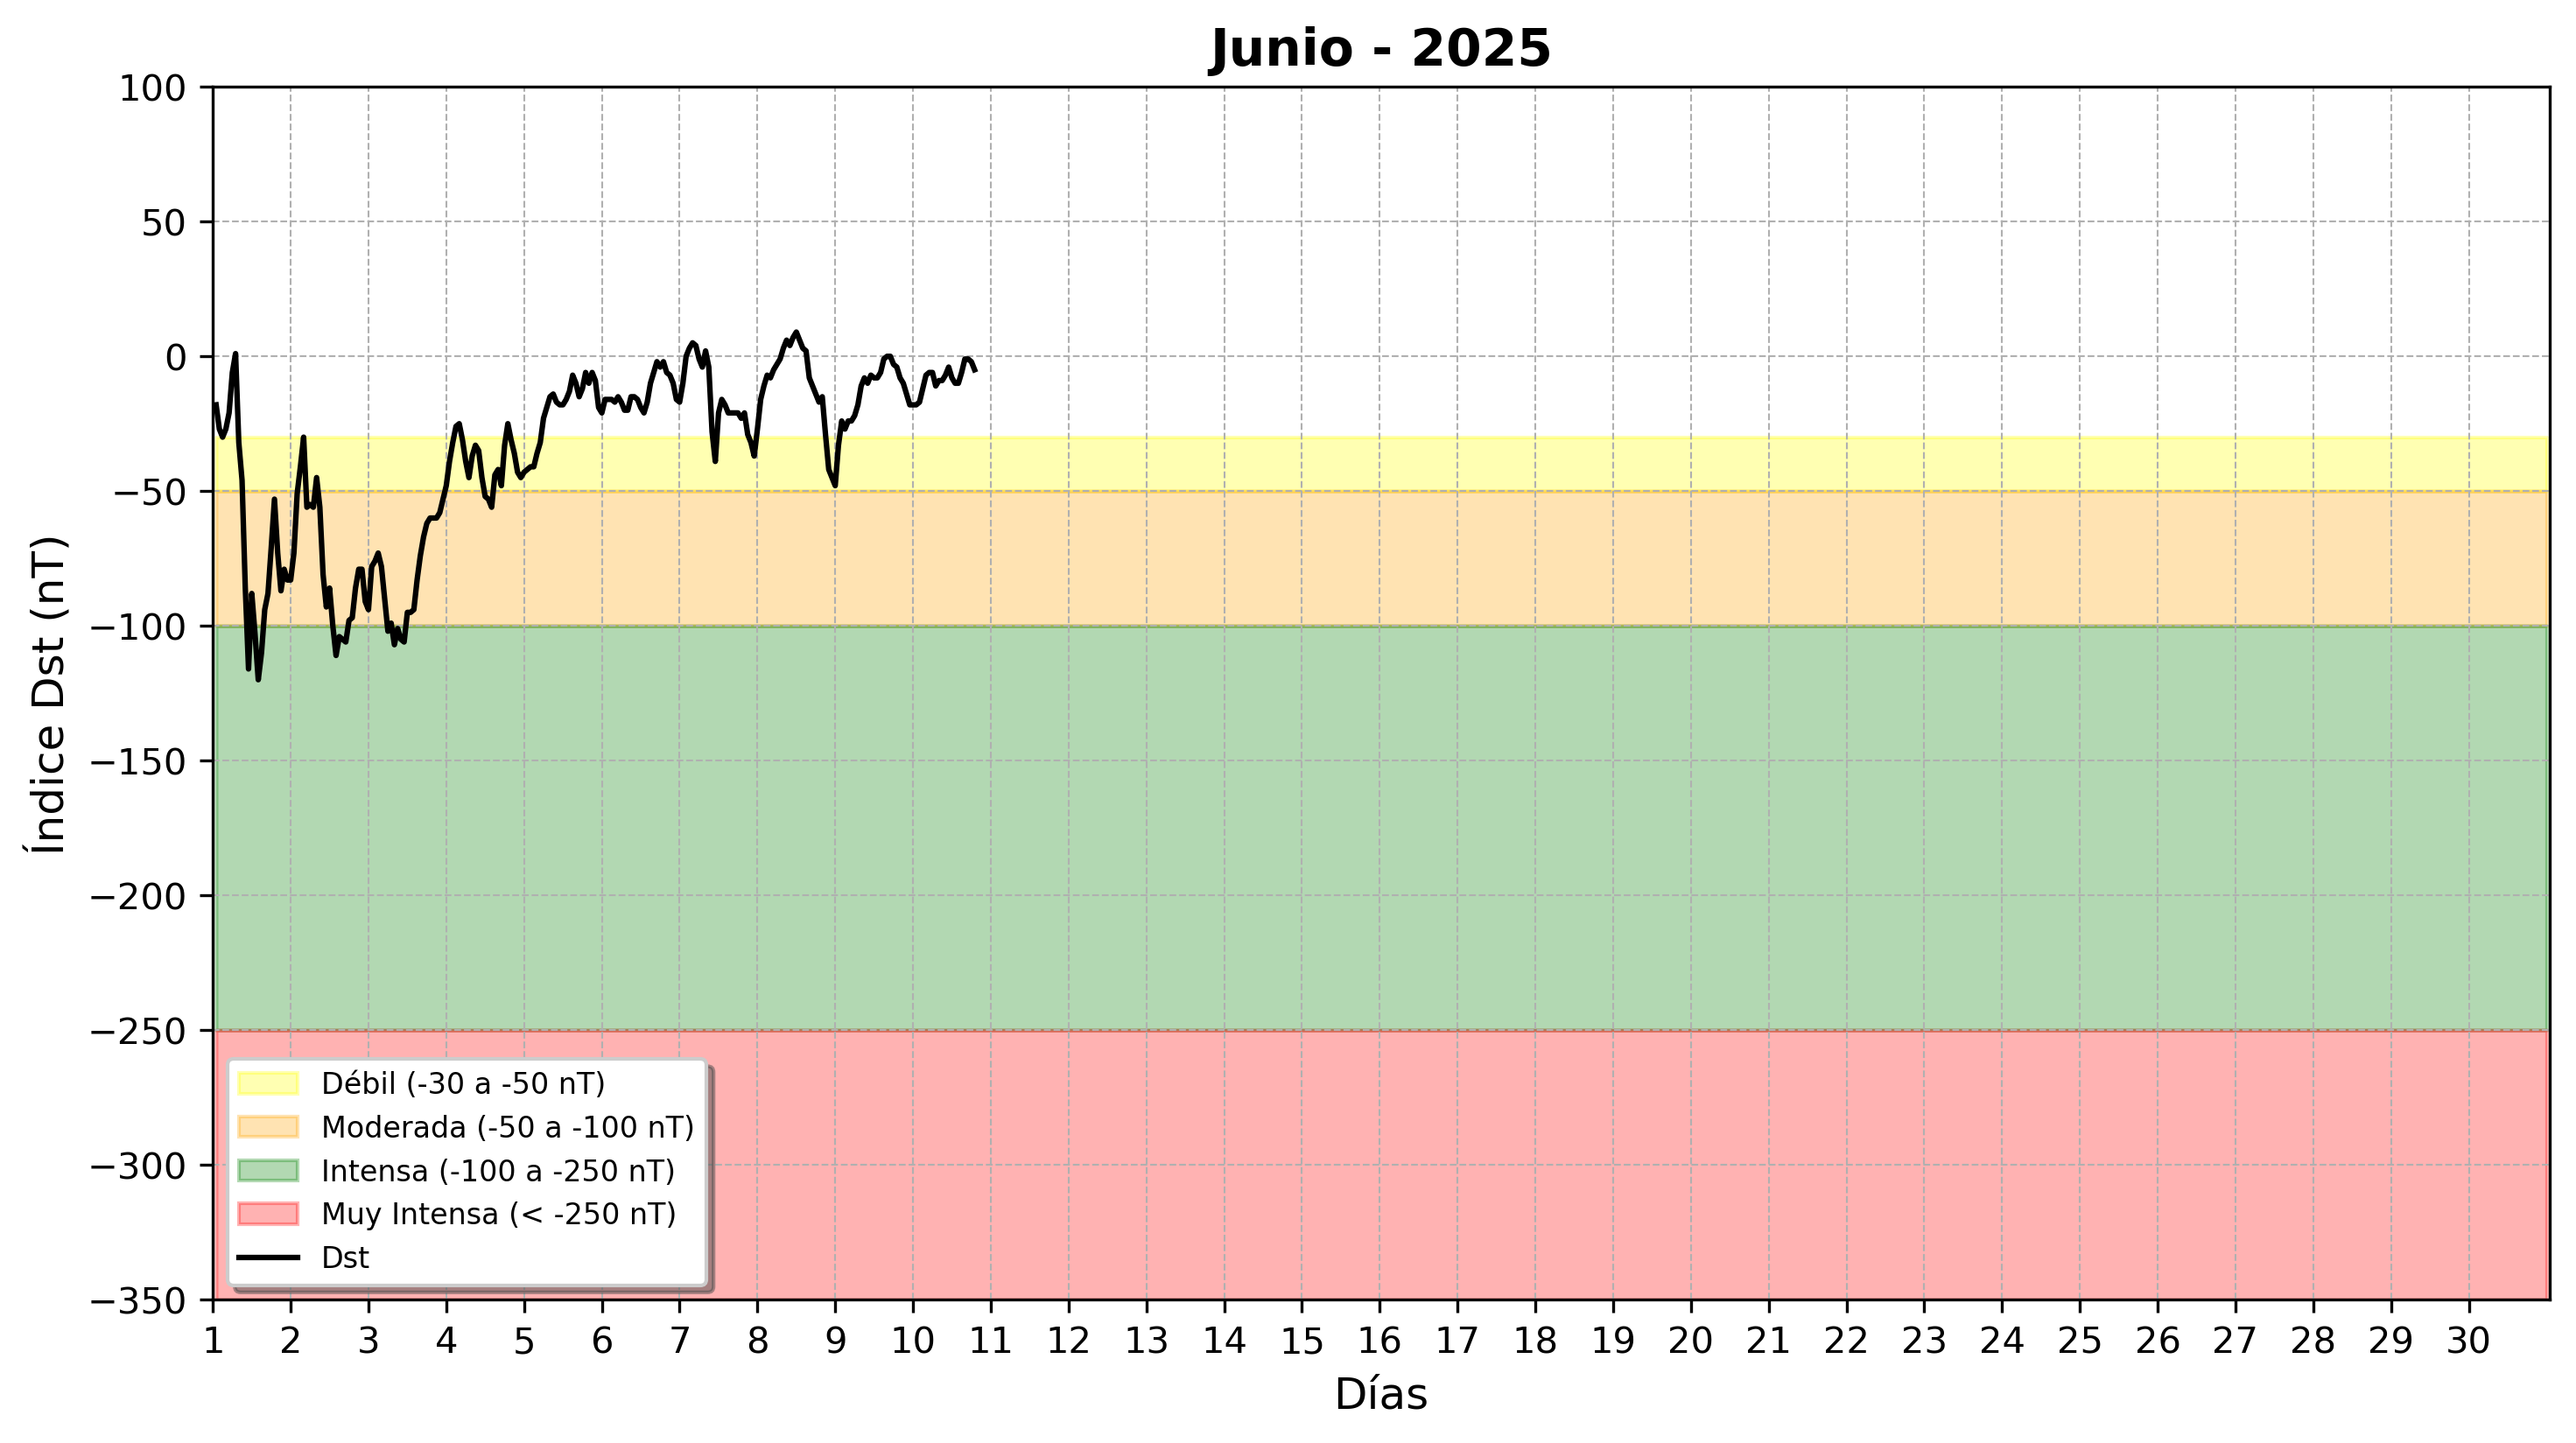 Junio - 2025
Índice Dst (nT)
100
50
0
−50
−100
−150
−200
−250
−300
−350
Débil (-30 a -50 nT)
Moderada (-50 a -100 nT)
Intensa (-100 a -250 nT)
Muy Intensa (< -250 nT)
Dst
1 2 3 4 5 6 7 8 9 10 11 12 13 14 15 16 17 18 19 20 21 22 23 24 25 26 27 28 29 30
Días